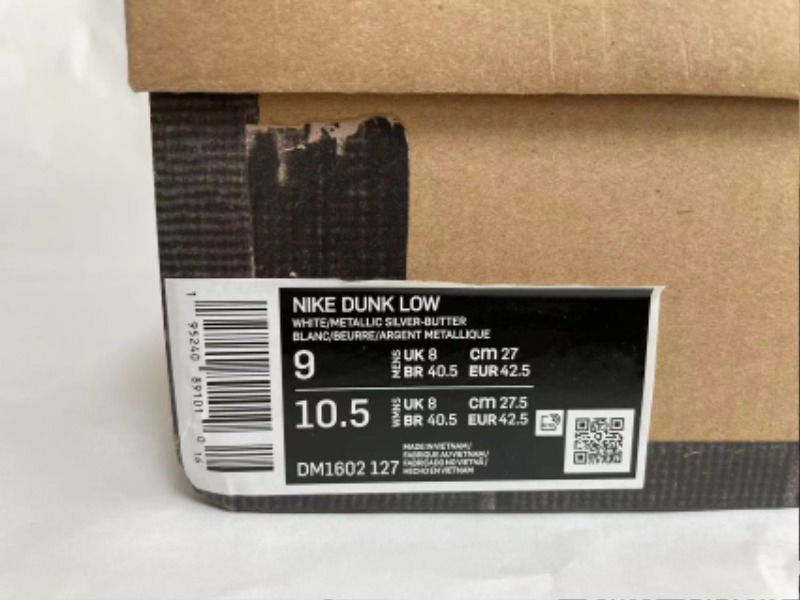 NIKE DUNK LOW
WHITE/METALLIC SILVER-BUTTER
BLANC/BEURRE/ARGENT METALLIQUE
9 MENS UK 8 cm 27
BR 40.5 EUR 42.5
10.5 WMNS UK 8 cm 27.5
BR 40.5 EUR 42.5
DM1602 127
MADE IN VIETNAM/
FABRIQUE AU VIETNAM/
FABRICADO NO VIETNÃ/
HECHO EN VIETNAM
1 95240 89101 0 16